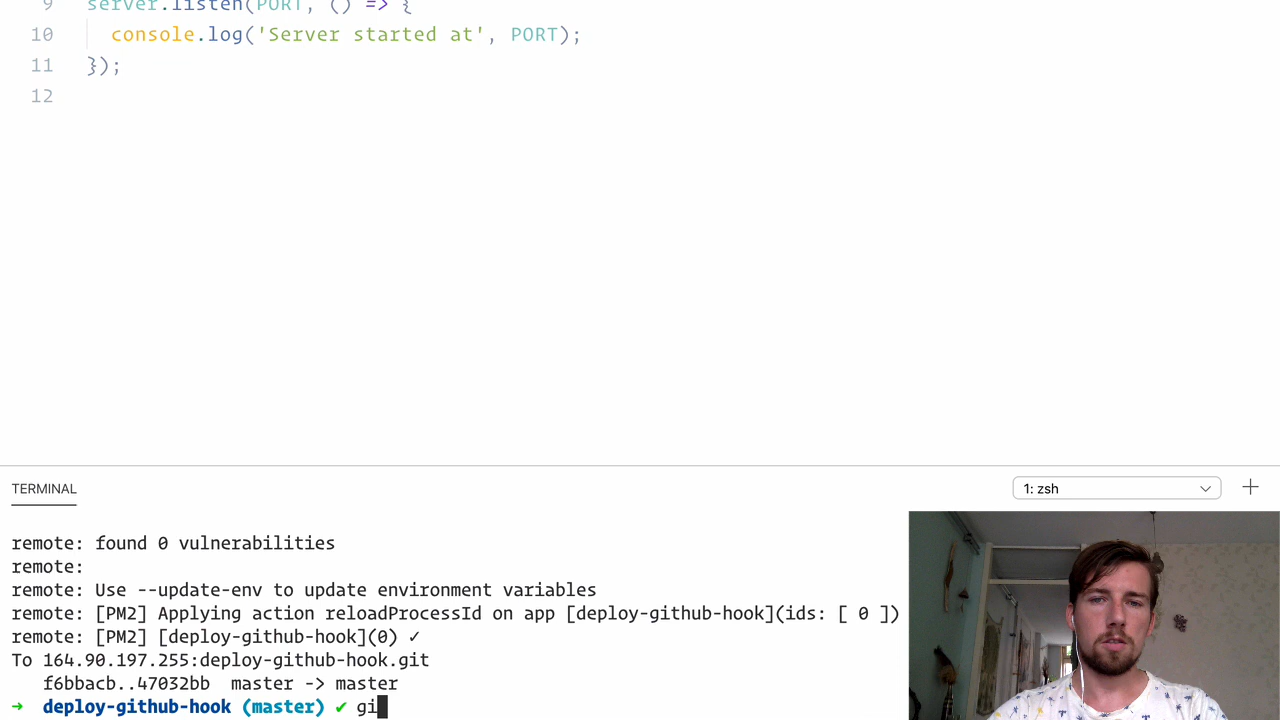 9 server.listen(PORT, () => {
10 console.log('Server started at', PORT);
11 });
12
TERMINAL
1: zsh
remote: found 0 vulnerabilities
remote:
remote: Use --update-env to update environment variables
remote: [PM2] Applying action reloadProcessId on app [deploy-github-hook](ids: [ 0 ])
remote: [PM2] [deploy-github-hook](0) ✓
To 164.90.197.255:deploy-github-hook.git
f6bbacb..47032bb master -> master
➜ deploy-github-hook (master) ✔ gi